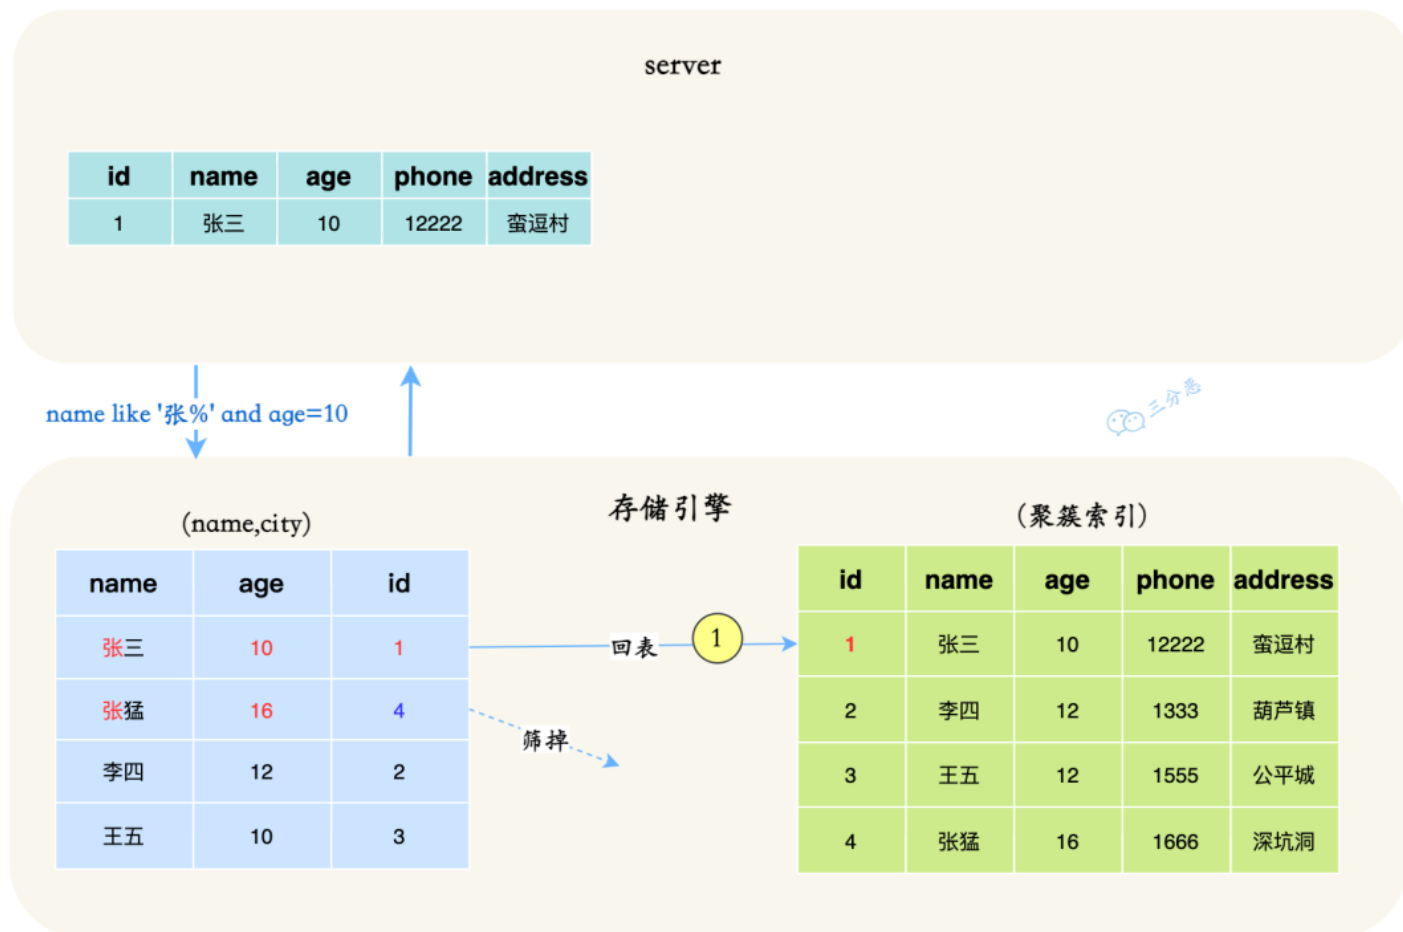 server
id name age phone address
1 张三 10 12222 蛮逗村
name like '张%' and age=10
三分恶
存储引擎
(name,city)
(聚簇索引)
name age id
张三 10 1
张猛 16 4
李四 12 2
王五 10 3
回表
1
筛掉
id name age phone address
1 张三 10 12222 蛮逗村
2 李四 12 1333 葫芦镇
3 王五 12 1555 公平城
4 张猛 16 1666 深坑洞